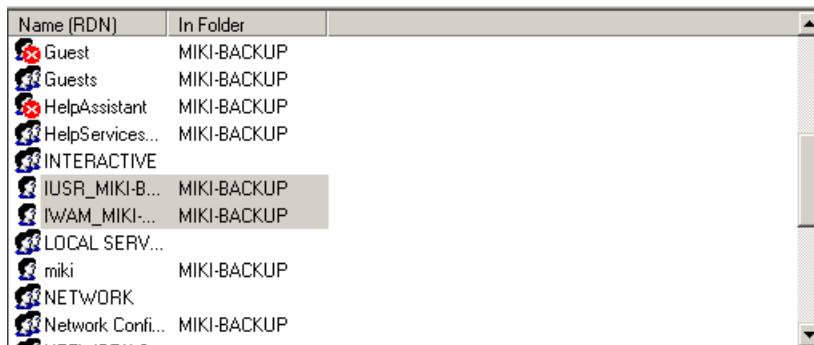 Name (RDN) In Folder
Guest MIKI-BACKUP
Guests MIKI-BACKUP
HelpAssistant MIKI-BACKUP
HelpServices... MIKI-BACKUP
INTERACTIVE
IUSR_MIKI-B... MIKI-BACKUP
IWAM_MIKI-... MIKI-BACKUP
LOCAL SERV...
miki MIKI-BACKUP
NETWORK
Network Confi... MIKI-BACKUP